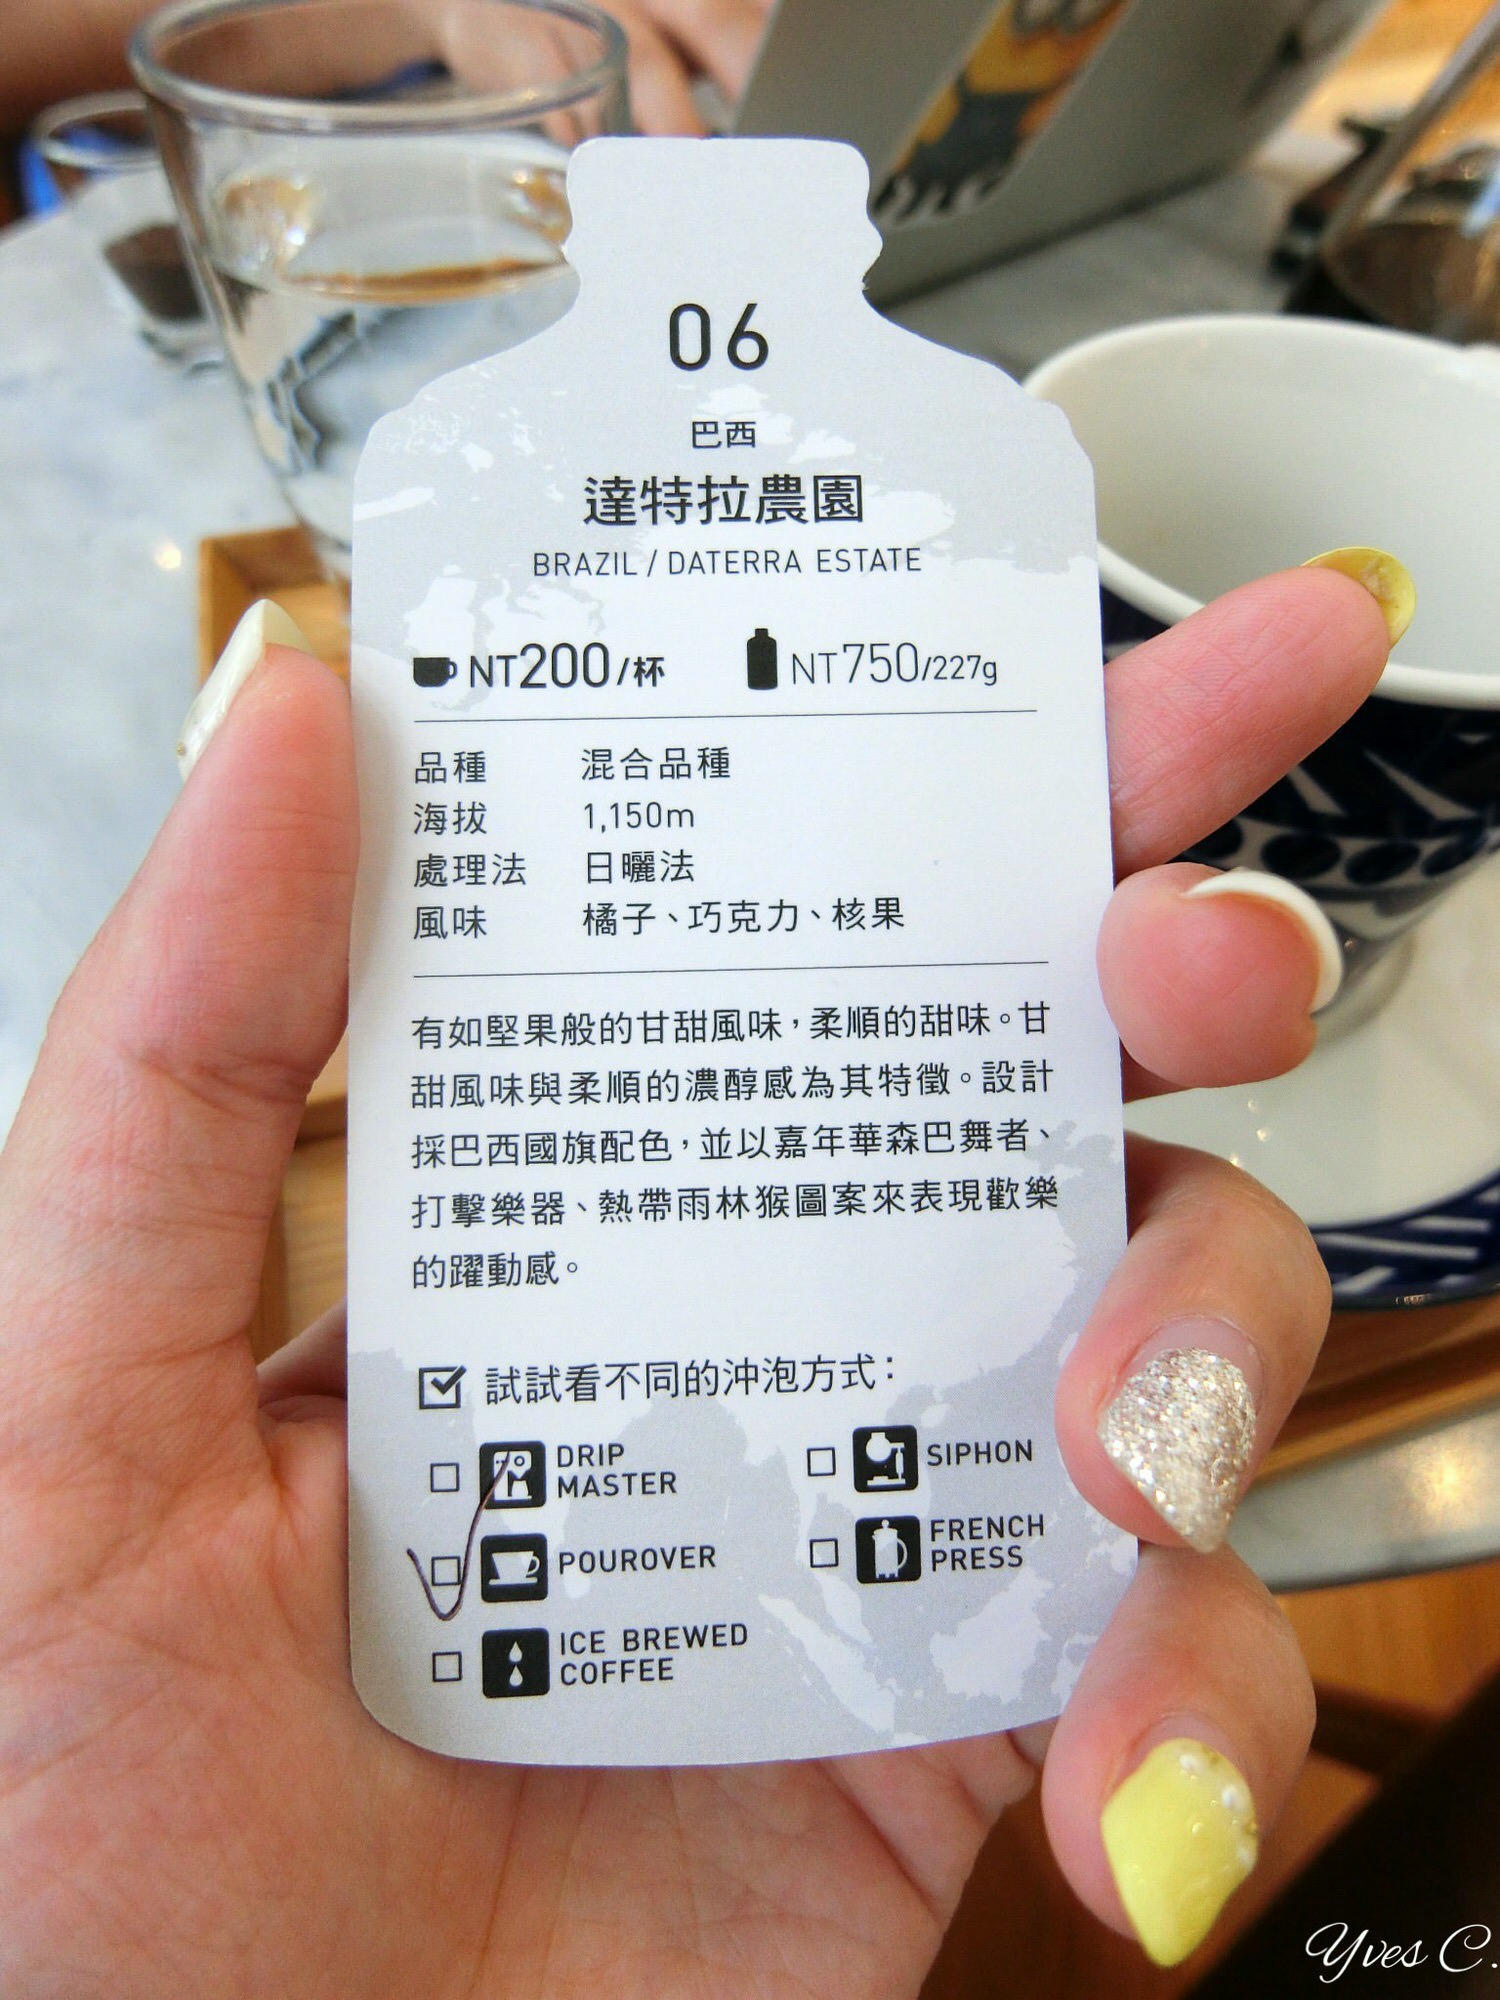 06
巴西
達特拉農園
BRAZIL / DATERRA ESTATE
NT200/杯 NT750/227g
品種 混合品種
海拔 1,150m
處理法 日曬法
風味 橘子、巧克力、核果
有如堅果般的甘甜風味，柔順的甜味。甘
甜風味與柔順的濃醇感為其特徵。設計
採巴西國旗配色，並以嘉年華森巴舞者、
打擊樂器、熱帶雨林猴圖案來表現歡樂
的躍動感。
試試看不同的沖泡方式：
DRIP
MASTER
SIPHON
POUROVER
FRENCH
PRESS
ICE BREWED
COFFEE
Yves C.